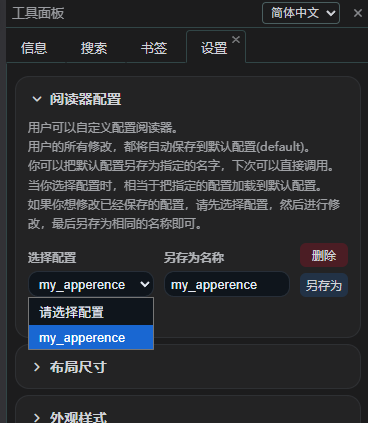 工具面板 简体中文 ×
信息 搜索 书签 设置 ×
阅读器配置
用户可以自定义配置阅读器。
用户的所有修改，都将自动保存到默认配置(default)。
你可以把默认配置另存为指定的名字，下次可以直接调用。
当你选择配置时，相当于把指定的配置加载到默认配置。
如果你想修改已经保存的配置，请先选择配置，然后进行修
改，最后另存为相同的名称即可。
选择配置 另存为名称 删除
my_apperence my_apperence 另存为
请选择配置
my_apperence
布局尺寸
外观样式